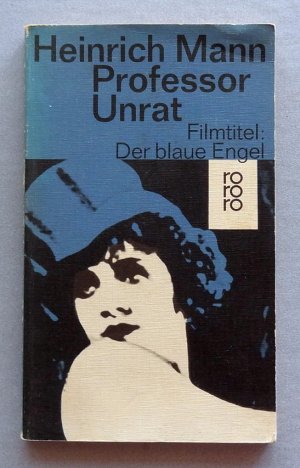 Heinrich Mann
Professor
Unrat
Filmtitel:
Der blaue Engel
ro
ro
ro